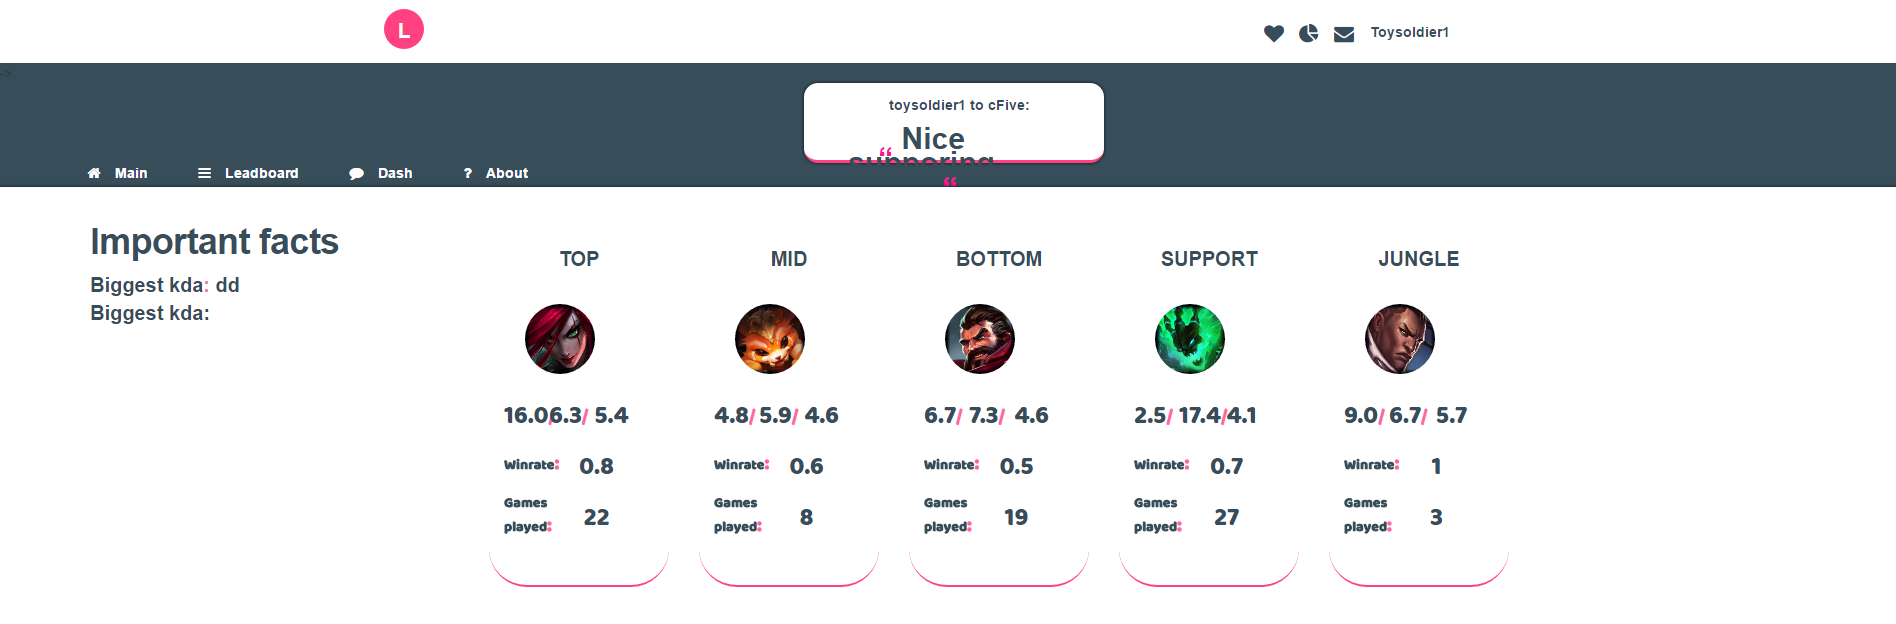 L
Toysoldier1
->
toysoldier1 to cFive:
“ Nice
supporing
“
Main Leadboard Dash ? About
Important facts
Biggest kda: dd
Biggest kda:
TOP MID BOTTOM SUPPORT JUNGLE
16.0/6.3/ 5.4 4.8/ 5.9/ 4.6 6.7/ 7.3/ 4.6 2.5/ 17.4/4.1 9.0/ 6.7/ 5.7
Winrate: 0.8 Winrate: 0.6 Winrate: 0.5 Winrate: 0.7 Winrate: 1
Games played: 22 Games played: 8 Games played: 19 Games played: 27 Games played: 3